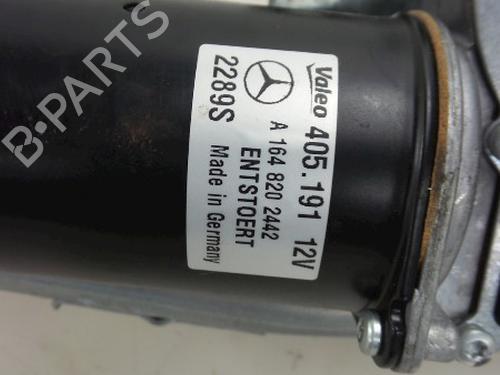 Valeo 405.191 12V
A 164 820 2442
2289S ENTSTOERT
Made in Germany
B-PARTS